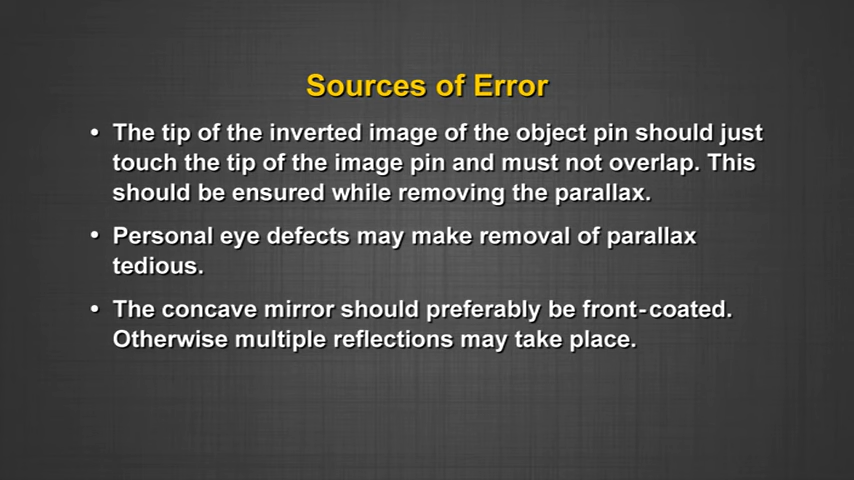 Sources of Error
• The tip of the inverted image of the object pin should just
touch the tip of the image pin and must not overlap. This
should be ensured while removing the parallax.
• Personal eye defects may make removal of parallax
tedious.
• The concave mirror should preferably be front-coated.
Otherwise multiple reflections may take place.